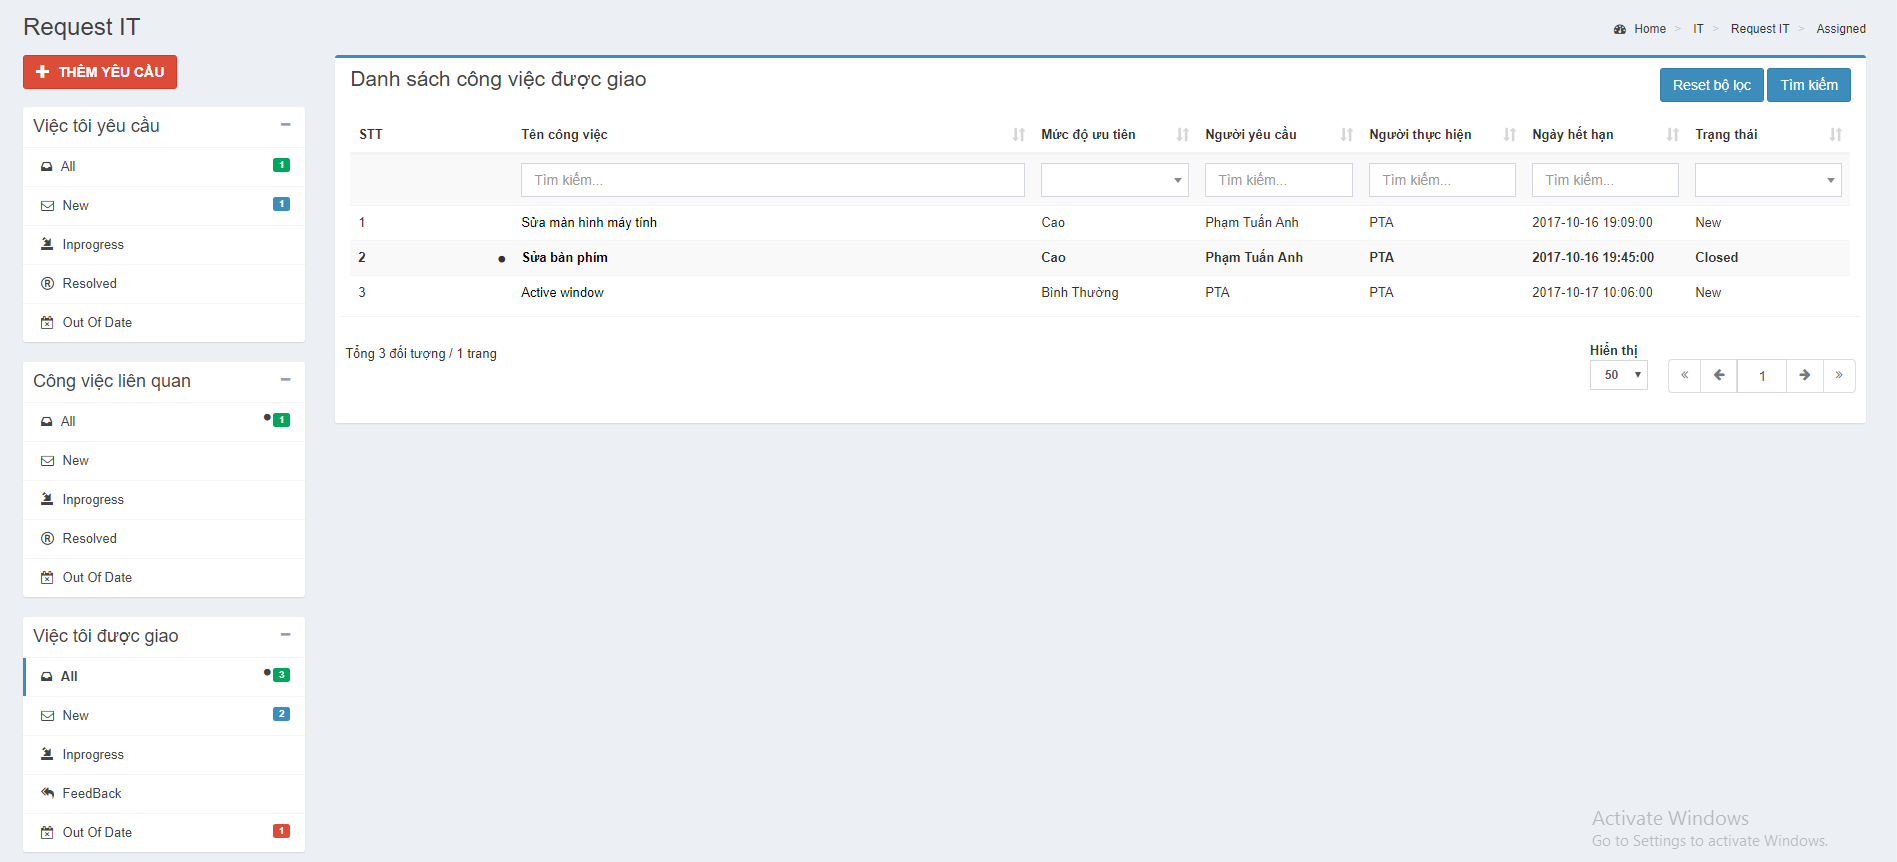 Request IT
Home > IT > Request IT > Assigned
THÊM YÊU CẦU
Việc tôi yêu cầu
All 1
New 1
Inprogress
Resolved
Out Of Date
Công việc liên quan
All 1
New
Inprogress
Resolved
Out Of Date
Việc tôi được giao
All 3
New 2
Inprogress
FeedBack
Out Of Date 1
Danh sách công việc được giao
Reset bộ lọc Tìm kiếm
STT Tên công việc Mức độ ưu tiên Người yêu cầu Người thực hiện Ngày hết hạn Trạng thái
Tìm kiếm... Tìm kiếm... Tìm kiếm... Tìm kiếm...
1 Sửa màn hình máy tính Cao Phạm Tuấn Anh PTA 2017-10-16 19:09:00 New
2 Sửa bàn phím Cao Phạm Tuấn Anh PTA 2017-10-16 19:45:00 Closed
3 Active window Bình Thường PTA PTA 2017-10-17 10:06:00 New
Tổng 3 đối tượng / 1 trang
Hiển thị
50
« 1 »
Activate Windows
Go to Settings to activate Windows.